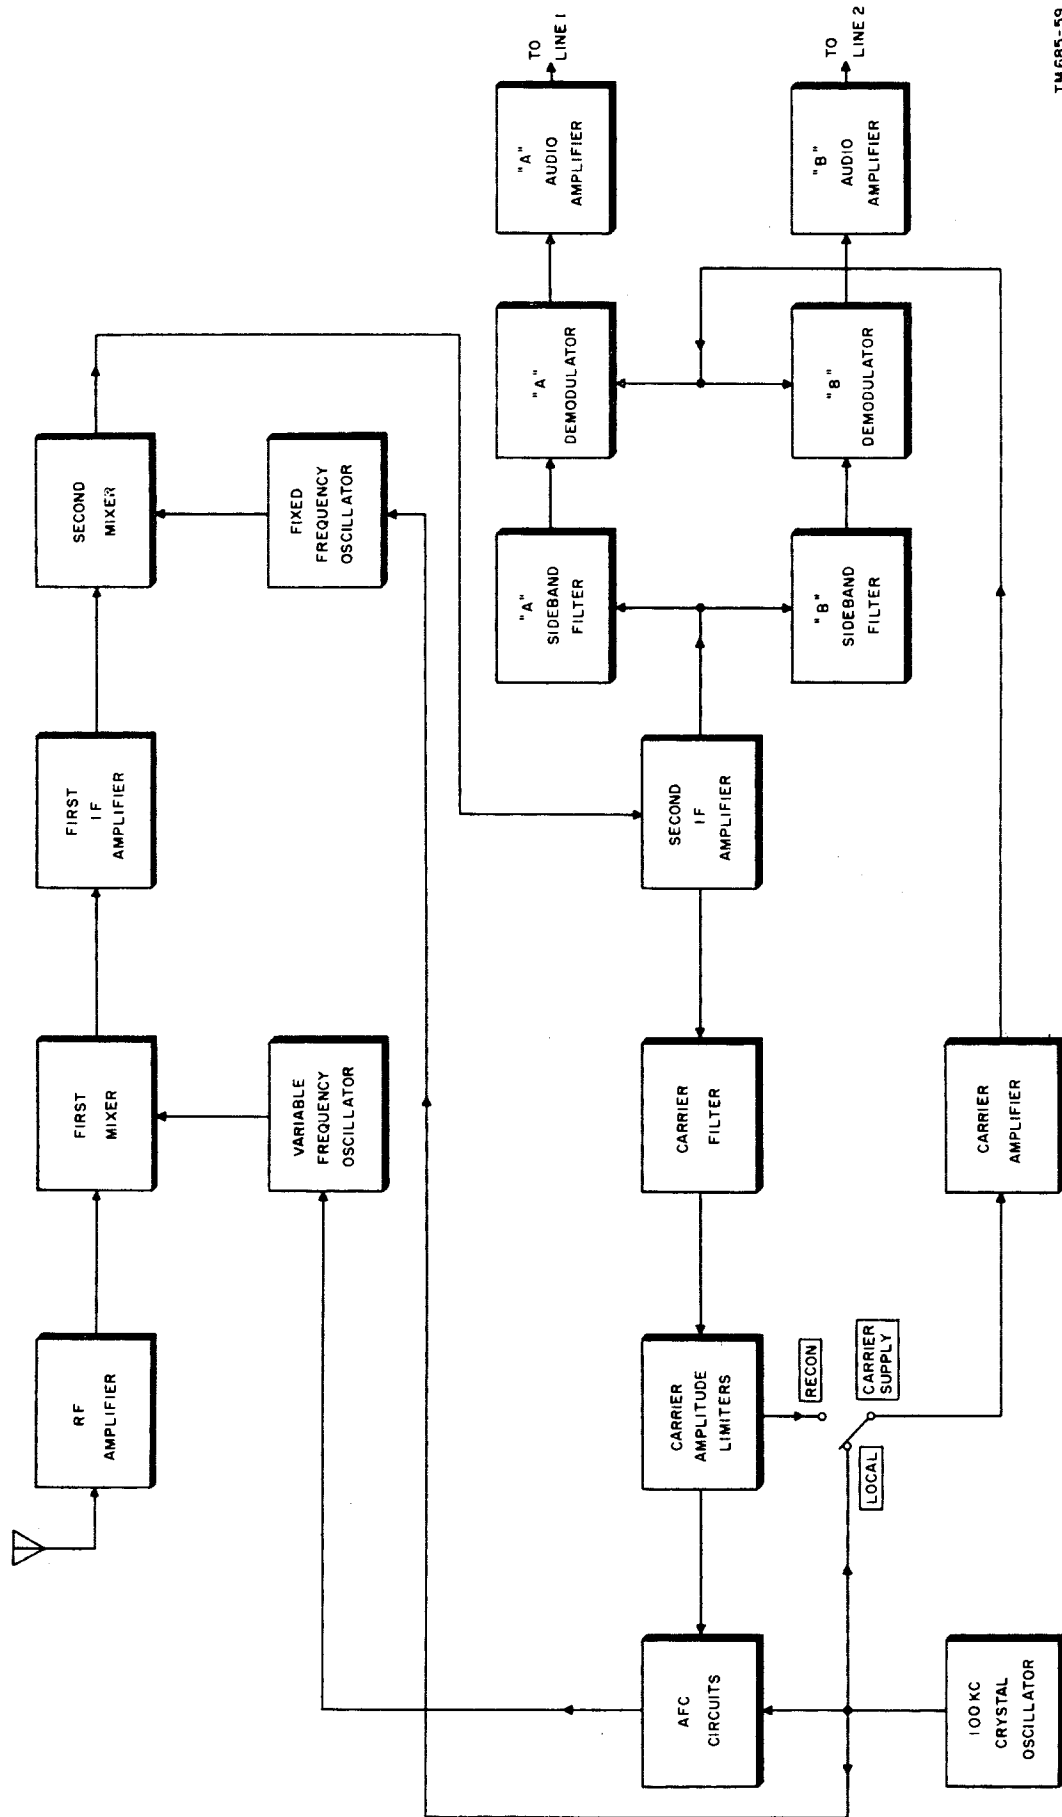 RF
AMPLIFIER
FIRST
MIXER
FIRST
IF
AMPLIFIER
SECOND
MIXER
VARIABLE
FREQUENCY
OSCILLATOR
FIXED
FREQUENCY
OSCILLATOR
"A"
SIDEBAND
FILTER
"A"
DEMODULATOR
"A"
AUDIO
AMPLIFIER
TO
LINE 1
AFC
CIRCUITS
CARRIER
AMPLITUDE
LIMITERS
CARRIER
FILTER
SECOND
IF
AMPLIFIER
"B"
SIDEBAND
FILTER
"B"
DEMODULATOR
"B"
AUDIO
AMPLIFIER
TO
LINE 2
RECON
LOCAL
CARRIER
SUPPLY
100 KC
CRYSTAL
OSCILLATOR
CARRIER
AMPLIFIER
TM685-59